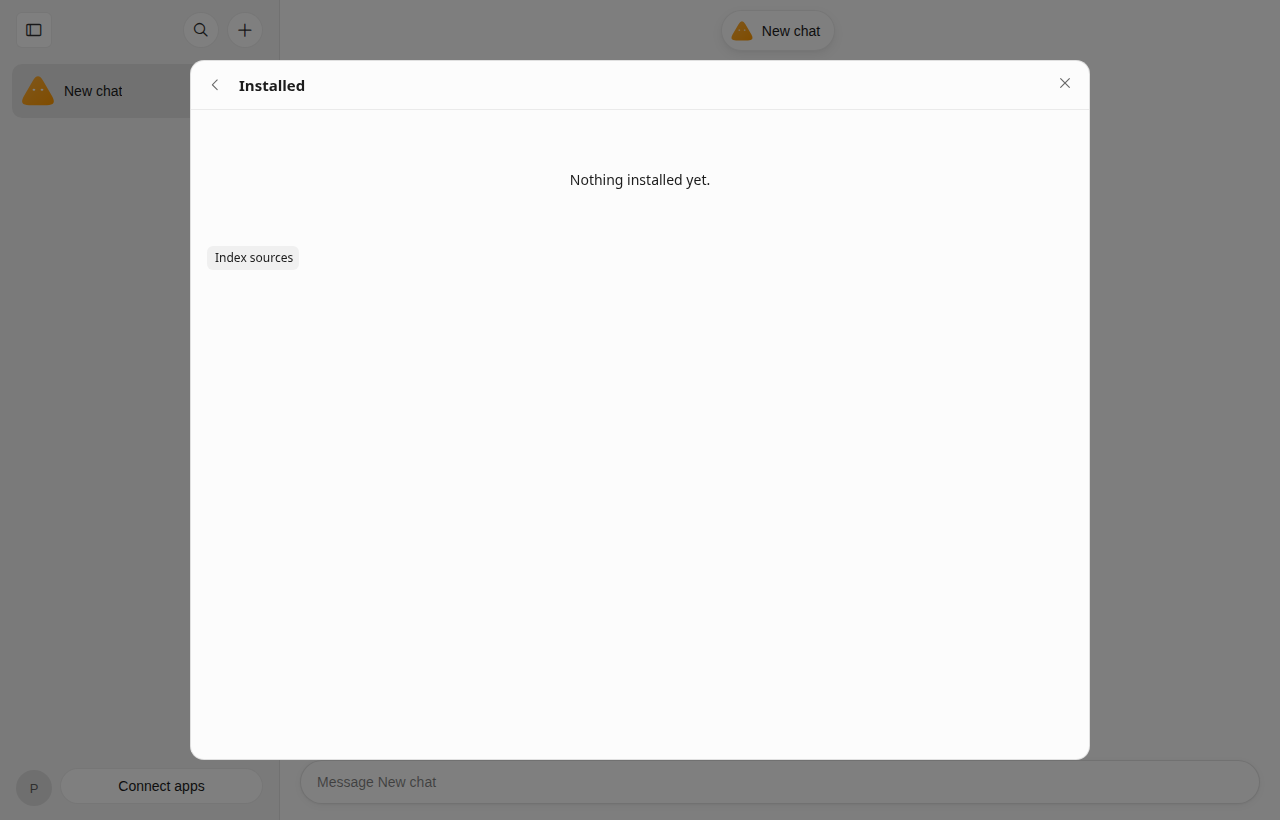 New chat
New chat
Installed
Nothing installed yet.
Index sources
P
Connect apps
Message New chat